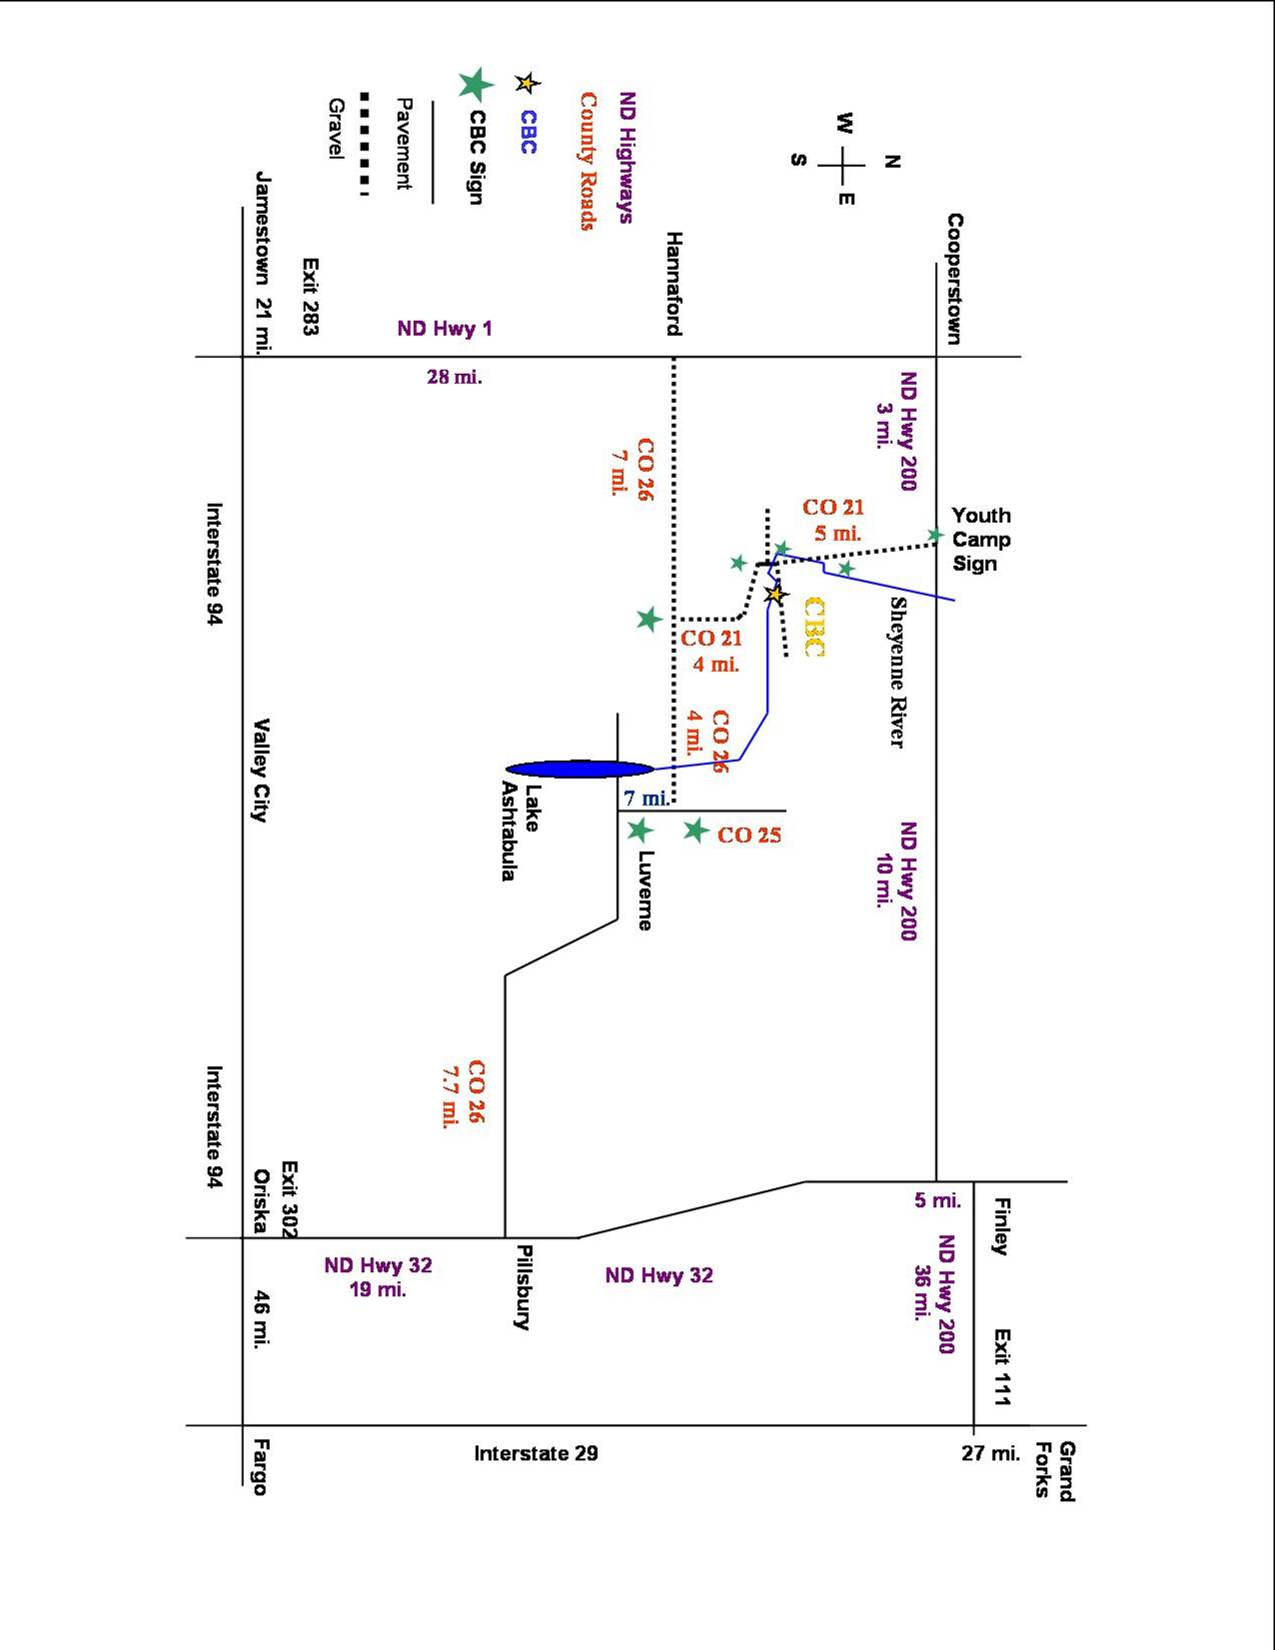 ND Highways
County Roads
CBC
CBC Sign
Pavement
Gravel
N
W
E
S
Cooperstown
Hannaford
Jamestown 21 mi.
Exit 283
ND Hwy 1
28 mi.
ND Hwy 200
3 mi.
CO 26
7 mi.
CO 21
5 mi.
Youth
Camp
Sign
CBC
Sheyenne River
CO 21
4 mi.
CO 26
4 mi.
Interstate 94
Valley City
Lake
Ashtabula
7 mi.
CO 25
Luverne
ND Hwy 200
10 mi.
CO 26
7.7 mi.
Interstate 94
Oriska
Exit 302
ND Hwy 32
19 mi.
Pillsbury
ND Hwy 32
5 mi.
Finley
ND Hwy 200
36 mi.
Exit 111
46 mi.
Fargo
Interstate 29
27 mi.
Grand
Forks